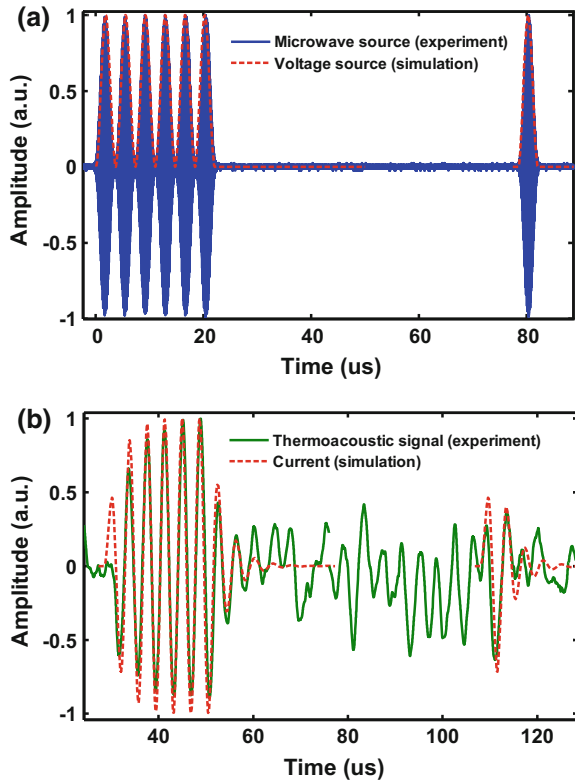 (a)
1
0.5
0
-0.5
-1
Amplitude (a.u.)
Microwave source (experiment)
Voltage source (simulation)
0 20 40 60 80
Time (us)
(b)
1
0.5
0
-0.5
-1
Amplitude (a.u.)
Thermoacoustic signal (experiment)
Current (simulation)
40 60 80 100 120
Time (us)